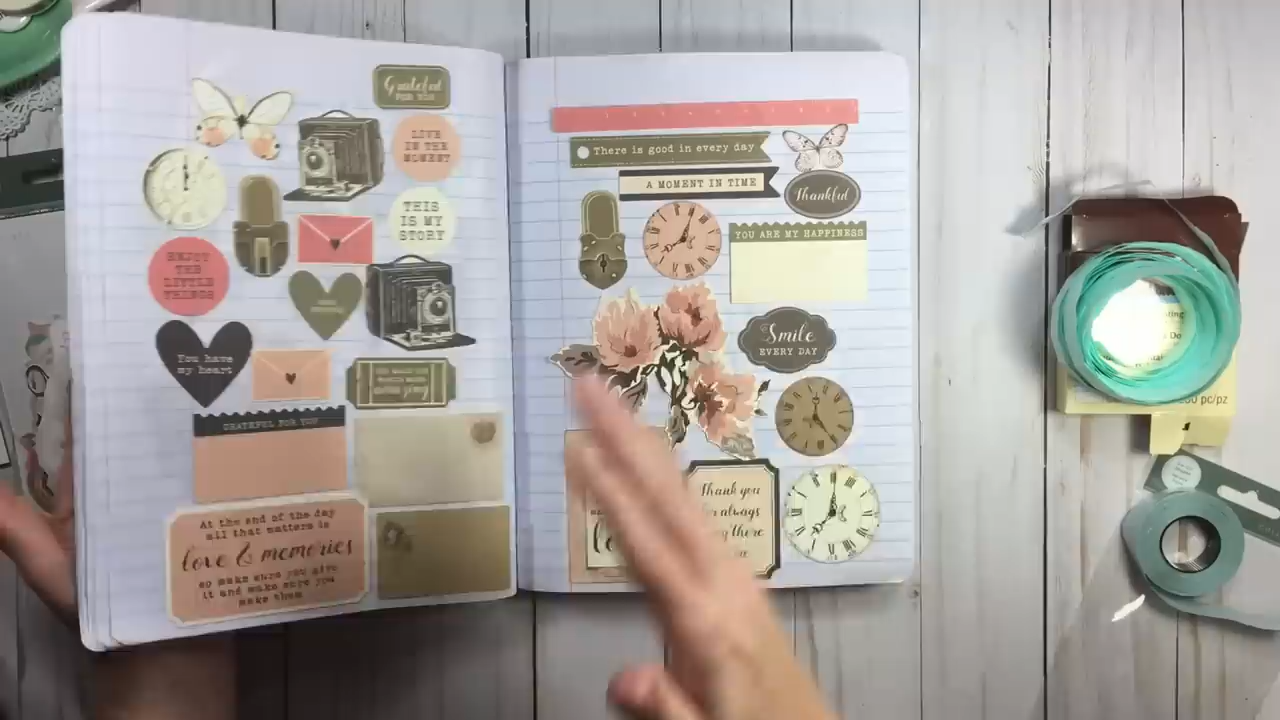 Grateful
FOR YOU
LIVE
IN THE
MOMENT
THIS
IS MY
STORY
ENJOY
THE
LITTLE
THINGS
You have
my heart
GRATEFUL FOR YOU
At the end of the day
all that matters is
love & memories
so make sure you give
it and make sure you
make them
There is good in every day
A MOMENT IN TIME
Thankful
YOU ARE MY HAPPINESS
Smile
EVERY DAY
Thank you
always
there